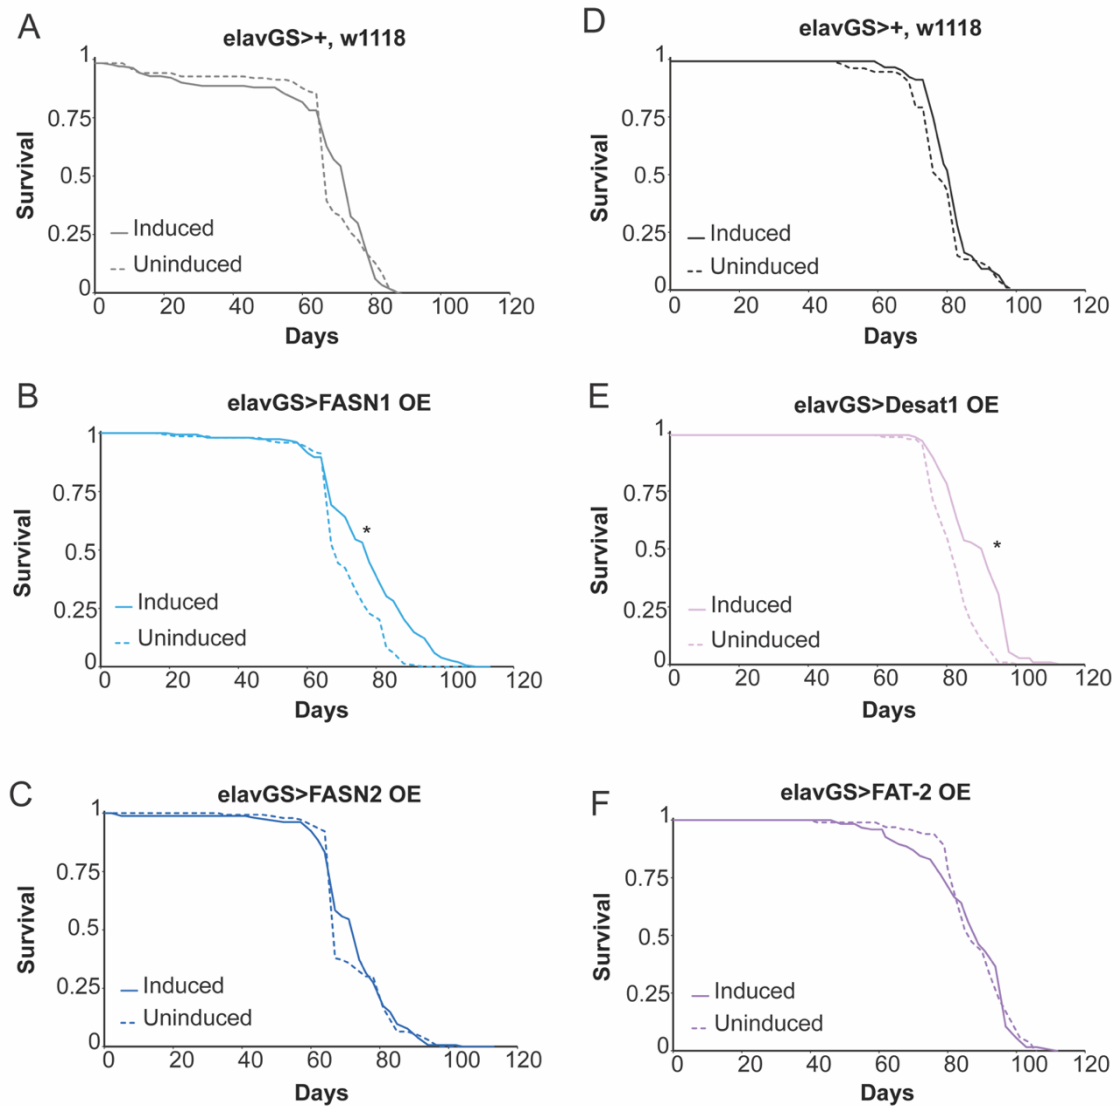 A
elavGS>+, w1118
1
0.75
0.5
0.25
0
Survival
Induced
Uninduced
0 20 40 60 80 100 120
Days
D
elavGS>+, w1118
1
0.75
0.5
0.25
0
Survival
Induced
Uninduced
0 20 40 60 80 100 120
Days
B
elavGS>FASN1 OE
1
0.75
0.5
0.25
0
Survival
*
Induced
Uninduced
0 20 40 60 80 100 120
Days
E
elavGS>Desat1 OE
1
0.75
0.5
0.25
0
Survival
*
Induced
Uninduced
0 20 40 60 80 100 120
Days
C
elavGS>FASN2 OE
1
0.75
0.5
0.25
0
Survival
Induced
Uninduced
0 20 40 60 80 100 120
Days
F
elavGS>FAT-2 OE
1
0.75
0.5
0.25
0
Survival
Induced
Uninduced
0 20 40 60 80 100 120
Days